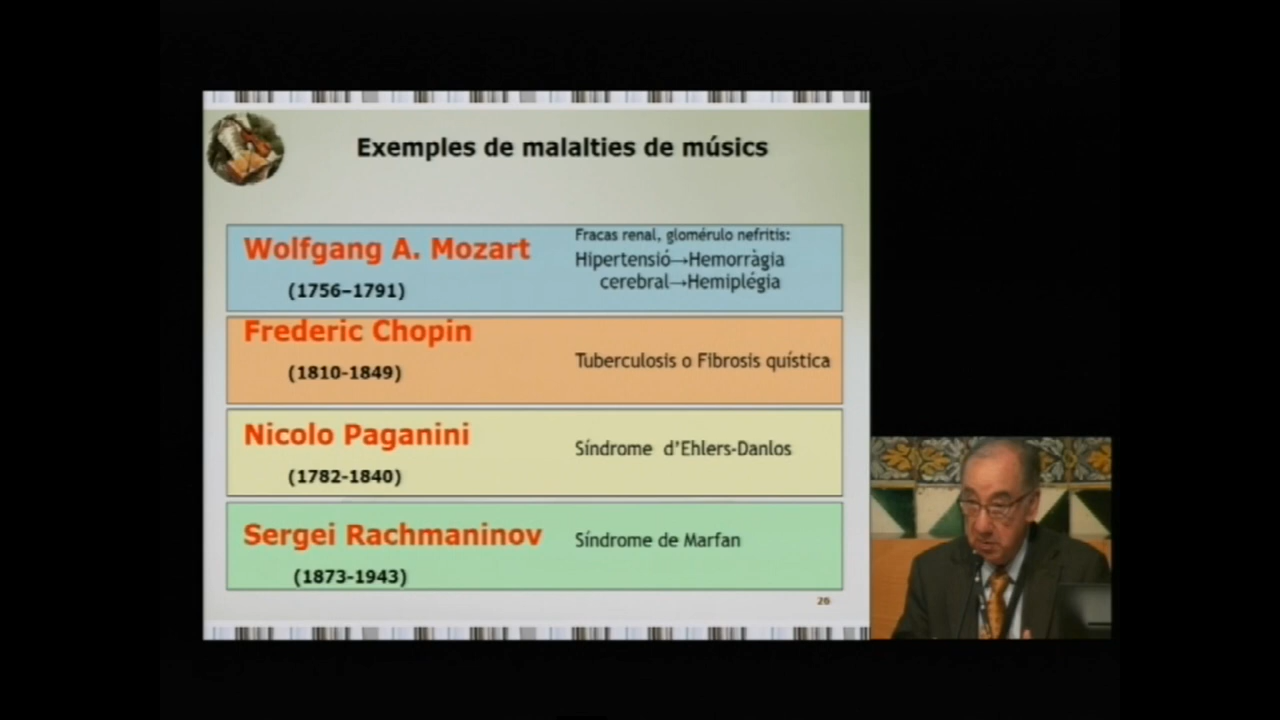 Exemples de malalties de músics
Wolfgang A. Mozart
(1756–1791)
Fracas renal, glomérulo nefritis:
Hipertensió→Hemorràgia
cerebral→Hemiplégia
Frederic Chopin
(1810-1849)
Tuberculosis o Fibrosis quística
Nicolo Paganini
(1782-1840)
Síndrome d’Ehlers-Danlos
Sergei Rachmaninov
(1873-1943)
Síndrome de Marfan
26